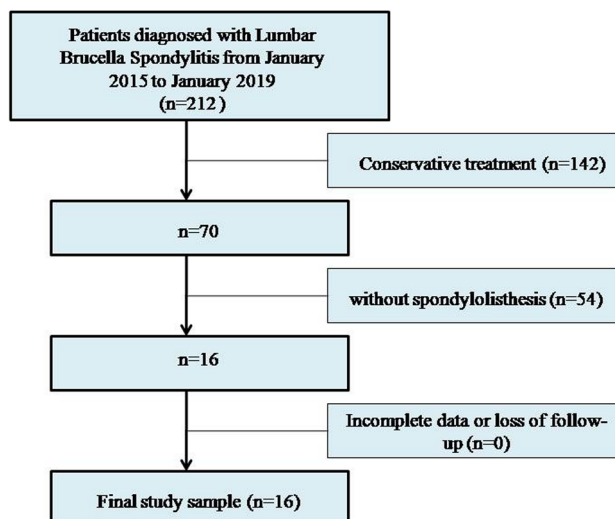 Patients diagnosed with Lumbar
Brucella Spondylitis from January
2015 to January 2019
(n=212 )
Conservative treatment (n=142)
n=70
without spondylolisthesis (n=54)
n=16
Incomplete data or loss of follow-
up (n=0)
Final study sample (n=16)